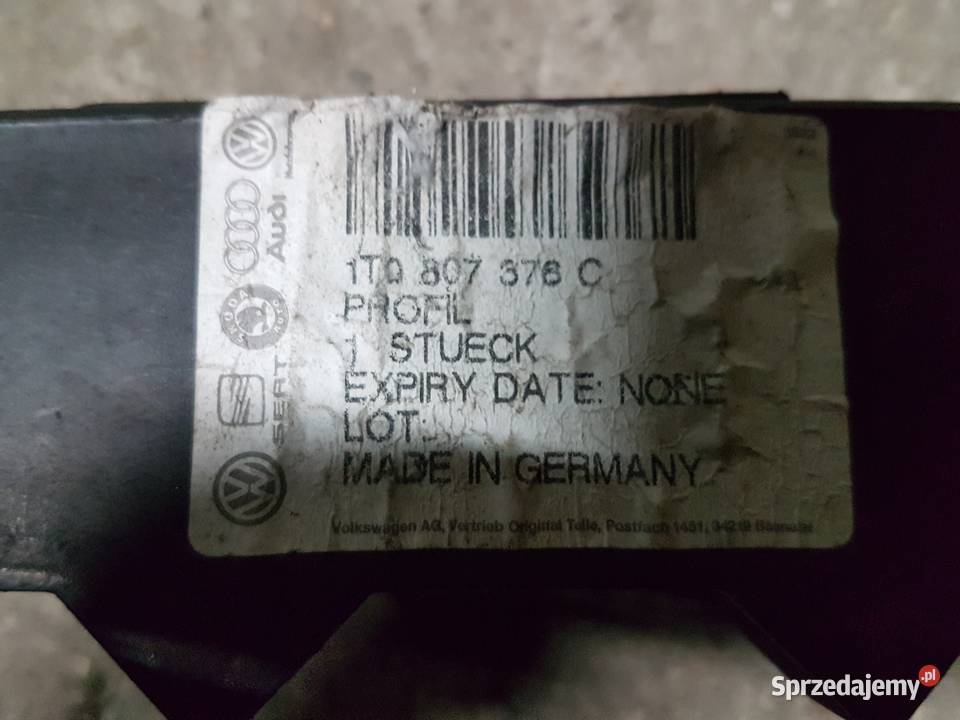 Audi
SEAT
1T0 807 376 C
PROFIL
1 STUECK
EXPIRY DATE: NONE
LOT:
MADE IN GERMANY
Volkswagen AG, Vertrieb Original Teile, Postfach 1451, 34219 Baunatal
Sprzedajemy.pl